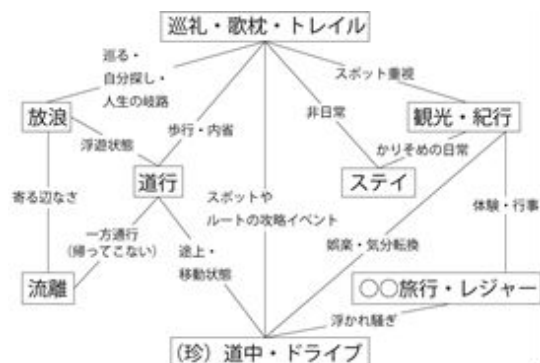 巡礼・歌枕・トレイル
巡る・
自分探し・
人生の岐路
スポット重視
放浪
非日常
観光・紀行
歩行・内省
浮遊状態
かりそめの日常
道行
ステイ
寄る辺なさ
スポットや
ルートの攻略イベント
体験・行事
一方通行
(帰ってこない)
途上・
移動状態
娯楽・気分転換
流離
○○旅行・レジャー
浮かれ騒ぎ
(珍)道中・ドライブ